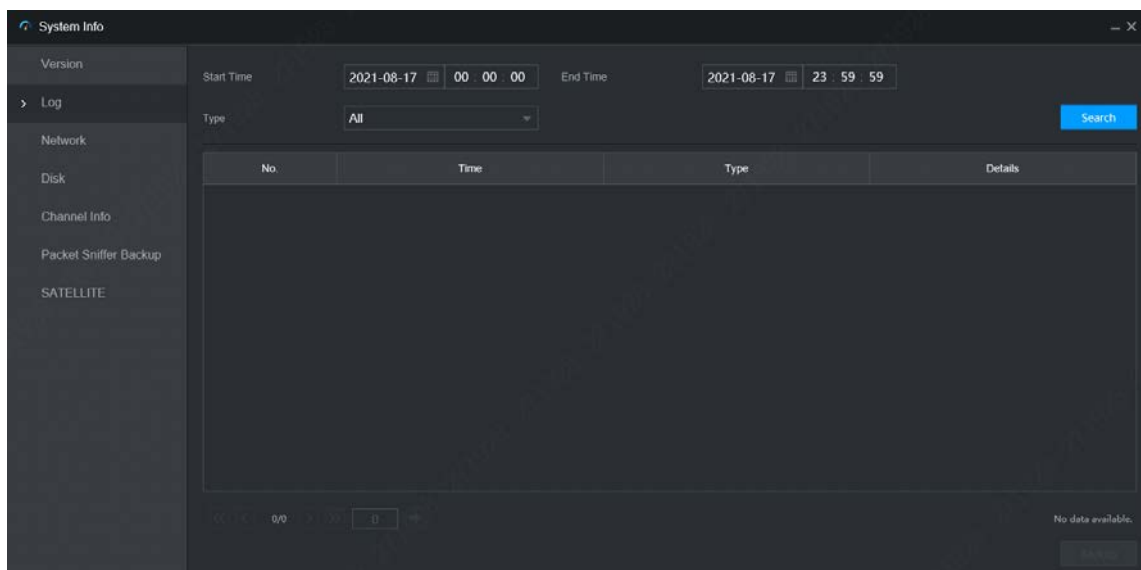 System Info
Version
Start Time 2021-08-17 00 : 00 : 00 End Time 2021-08-17 23 : 59 : 59
Log
Type All Search
Network
No. Time Type Details
Disk
Channel Info
Packet Sniffer Backup
SATELLITE
0/0 0
No data available.